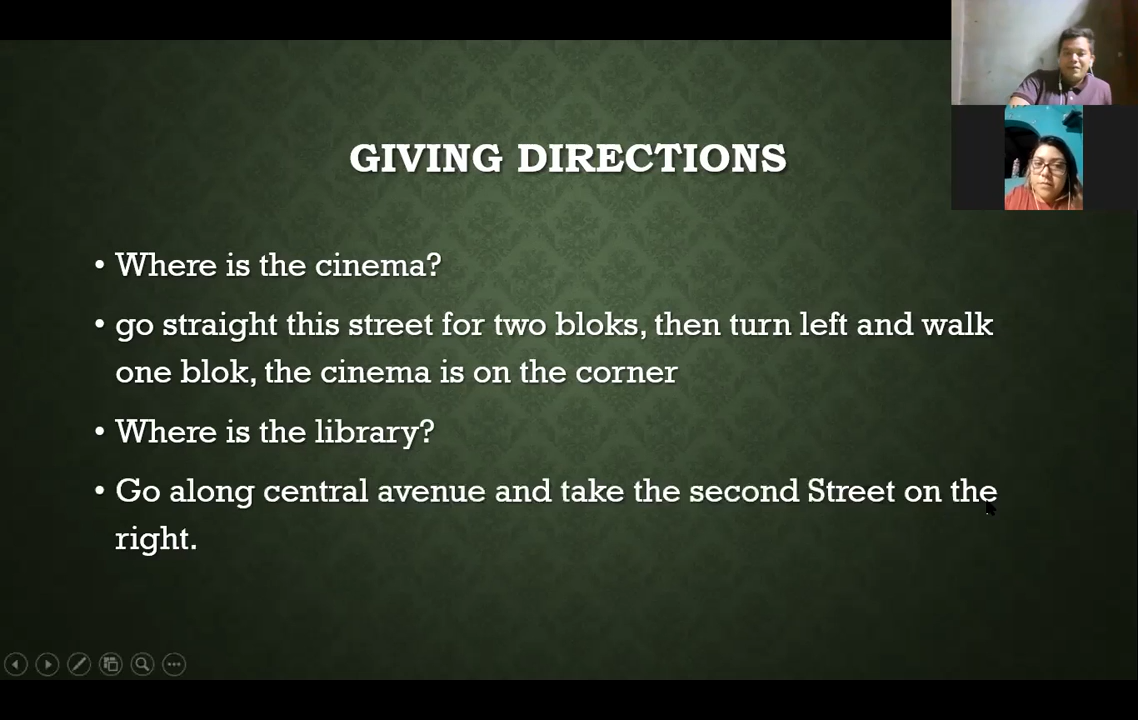 GIVING DIRECTIONS
• Where is the cinema?
• go straight this street for two bloks, then turn left and walk
one blok, the cinema is on the corner
• Where is the library?
• Go along central avenue and take the second Street on the
right.